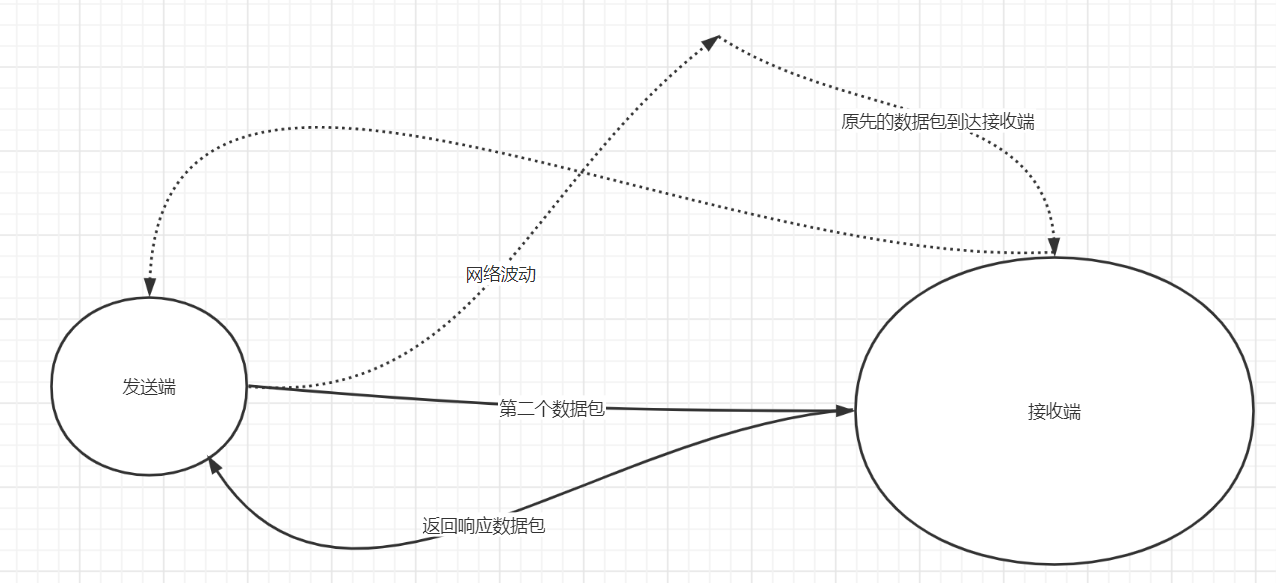 原先的数据包到达接收端
网络波动
发送端
第二个数据包
接收端
返回响应数据包